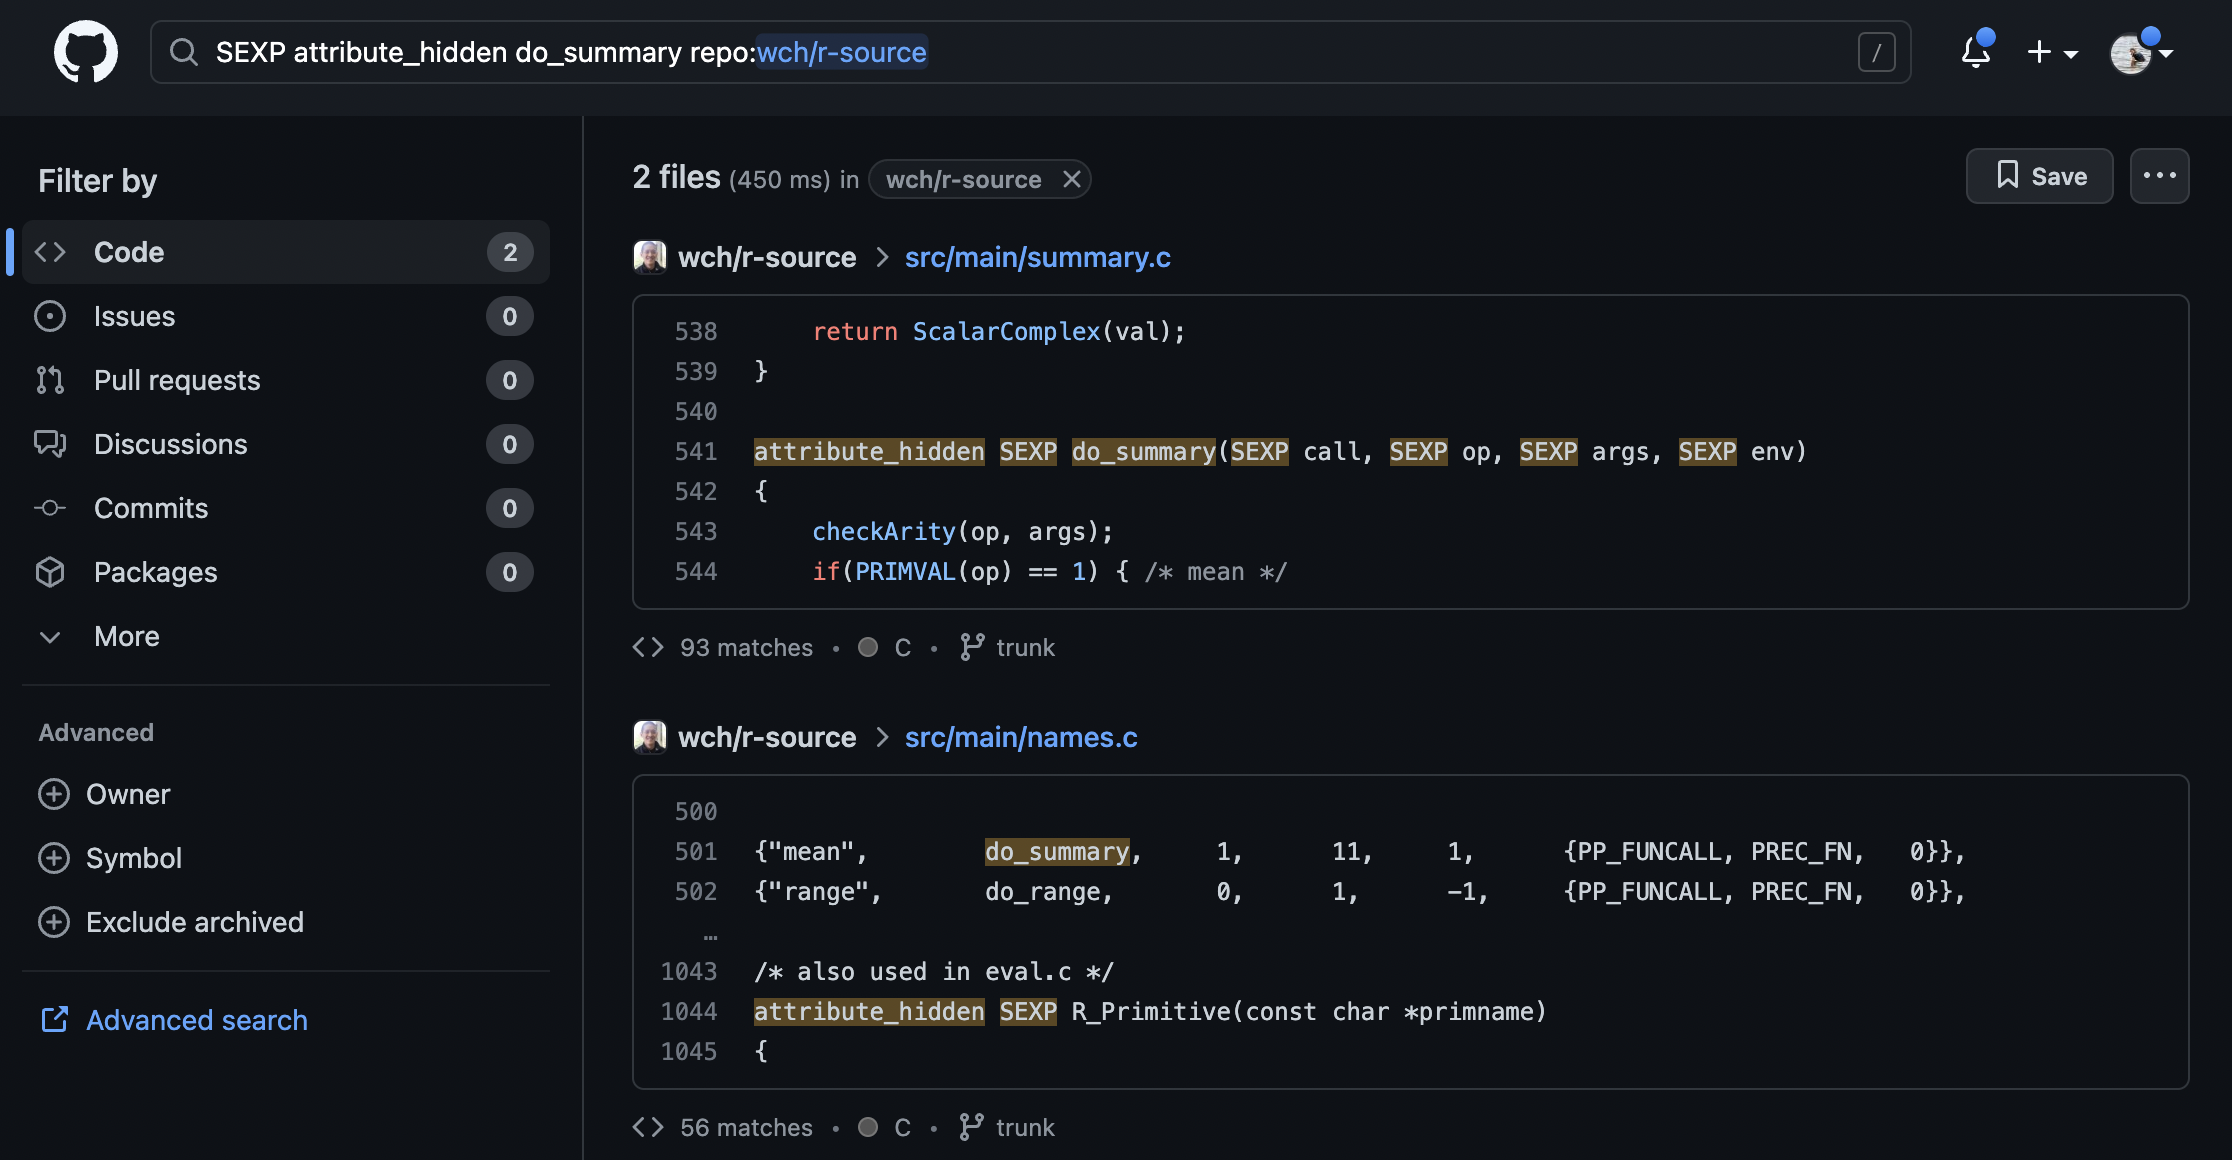 SEXP attribute_hidden do_summary repo:wch/r-source
/
Filter by
Code 2
Issues 0
Pull requests 0
Discussions 0
Commits 0
Packages 0
More
Advanced
Owner
Symbol
Exclude archived
Advanced search
2 files (450 ms) in wch/r-source
Save
wch/r-source > src/main/summary.c
538     return ScalarComplex(val);
539 }
540
541 attribute_hidden SEXP do_summary(SEXP call, SEXP op, SEXP args, SEXP env)
542 {
543     checkArity(op, args);
544     if(PRIMVAL(op) == 1) { /* mean */
93 matches • C • trunk
wch/r-source > src/main/names.c
500
501 {"mean",        do_summary,     1,      11,     1,      {PP_FUNCALL, PREC_FN,   0}},
502 {"range",       do_range,       0,      1,      -1,     {PP_FUNCALL, PREC_FN,   0}},
…
1043 /* also used in eval.c */
1044 attribute_hidden SEXP R_Primitive(const char *primname)
1045 {
56 matches • C • trunk